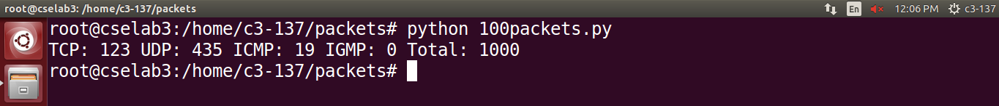 root@cselab3: /home/c3-137/packets En 12:06 PM c3-137
root@cselab3:/home/c3-137/packets# python 100packets.py
TCP: 123 UDP: 435 ICMP: 19 IGMP: 0 Total: 1000
root@cselab3:/home/c3-137/packets#